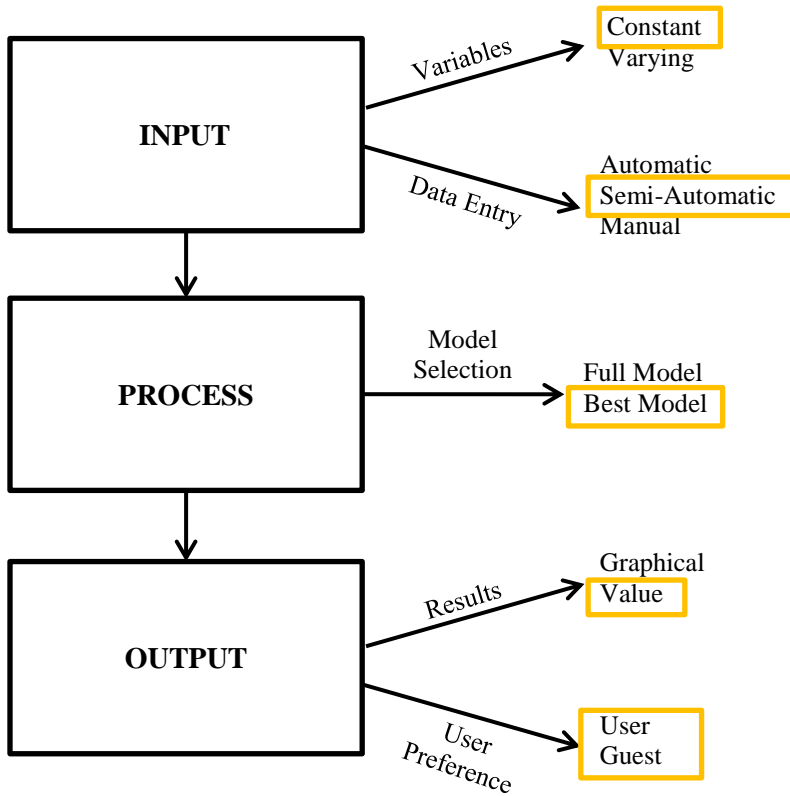 INPUT
Variables
Constant
Varying
Data Entry
Automatic
Semi-Automatic
Manual
PROCESS
Model
Selection
Full Model
Best Model
OUTPUT
Results
Graphical
Value
User
Preference
User
Guest